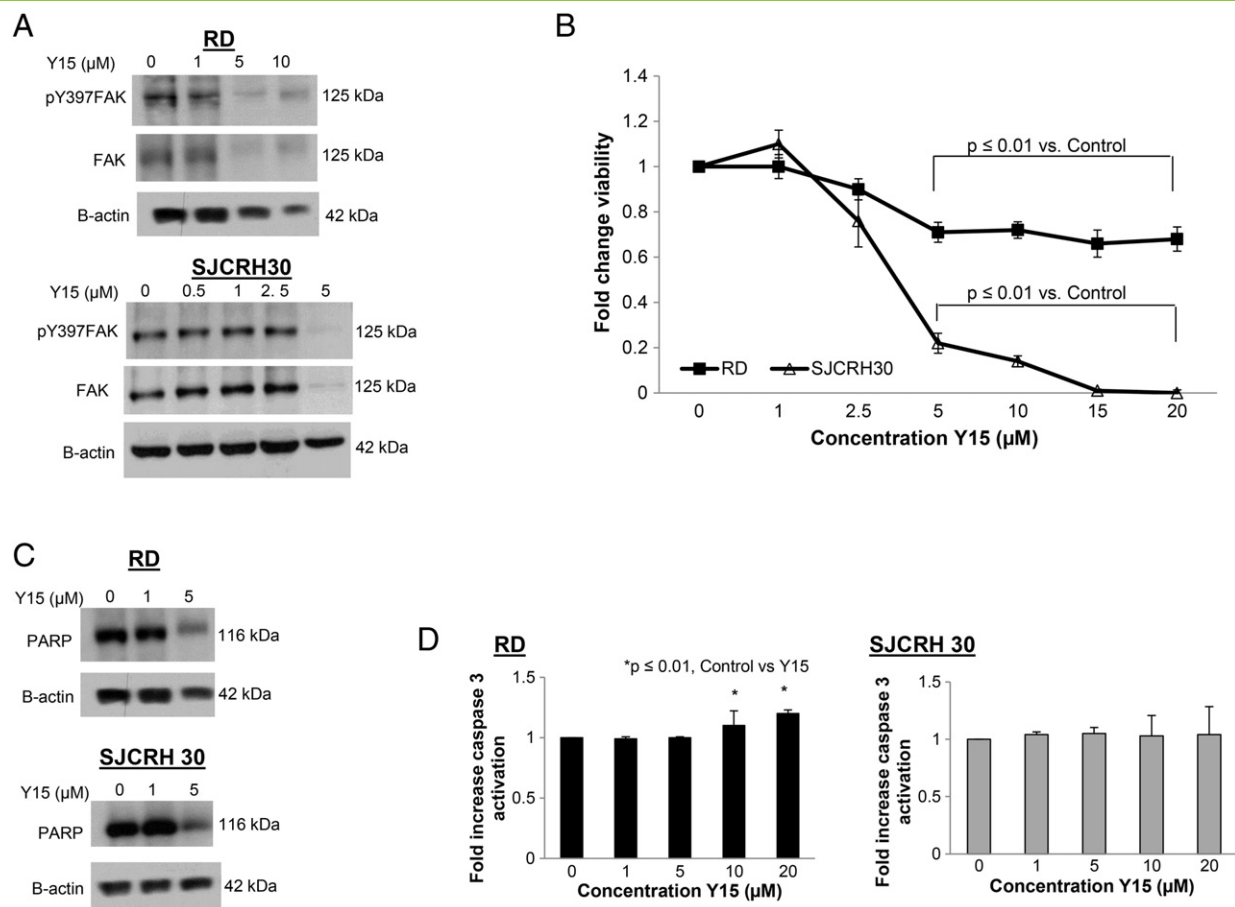 A
RD
Y15 (µM) 0 1 5 10
pY397FAK 125 kDa
FAK 125 kDa
B-actin 42 kDa
SJCRH30
Y15 (µM) 0 0.5 1 2. 5 5
pY397FAK 125 kDa
FAK 125 kDa
B-actin 42 kDa
B
Fold change viability
1.4
1.2
1
0.8
0.6
0.4
0.2
0
p ≤ 0.01 vs. Control
p ≤ 0.01 vs. Control
RD SJCRH30
0 1 2.5 5 10 15 20
Concentration Y15 (µM)
C
RD
Y15 (µM) 0 1 5
PARP 116 kDa
B-actin 42 kDa
SJCRH 30
Y15 (µM) 0 1 5
PARP 116 kDa
B-actin 42 kDa
D
RD
*p ≤ 0.01, Control vs Y15
Fold increase caspase 3
activation
1.5
1
0.5
0
* *
0 1 5 10 20
Concentration Y15 (µM)
SJCRH 30
Fold increase caspase 3
activation
1.5
1
0.5
0
0 1 5 10 20
Concentration Y15 (µM)